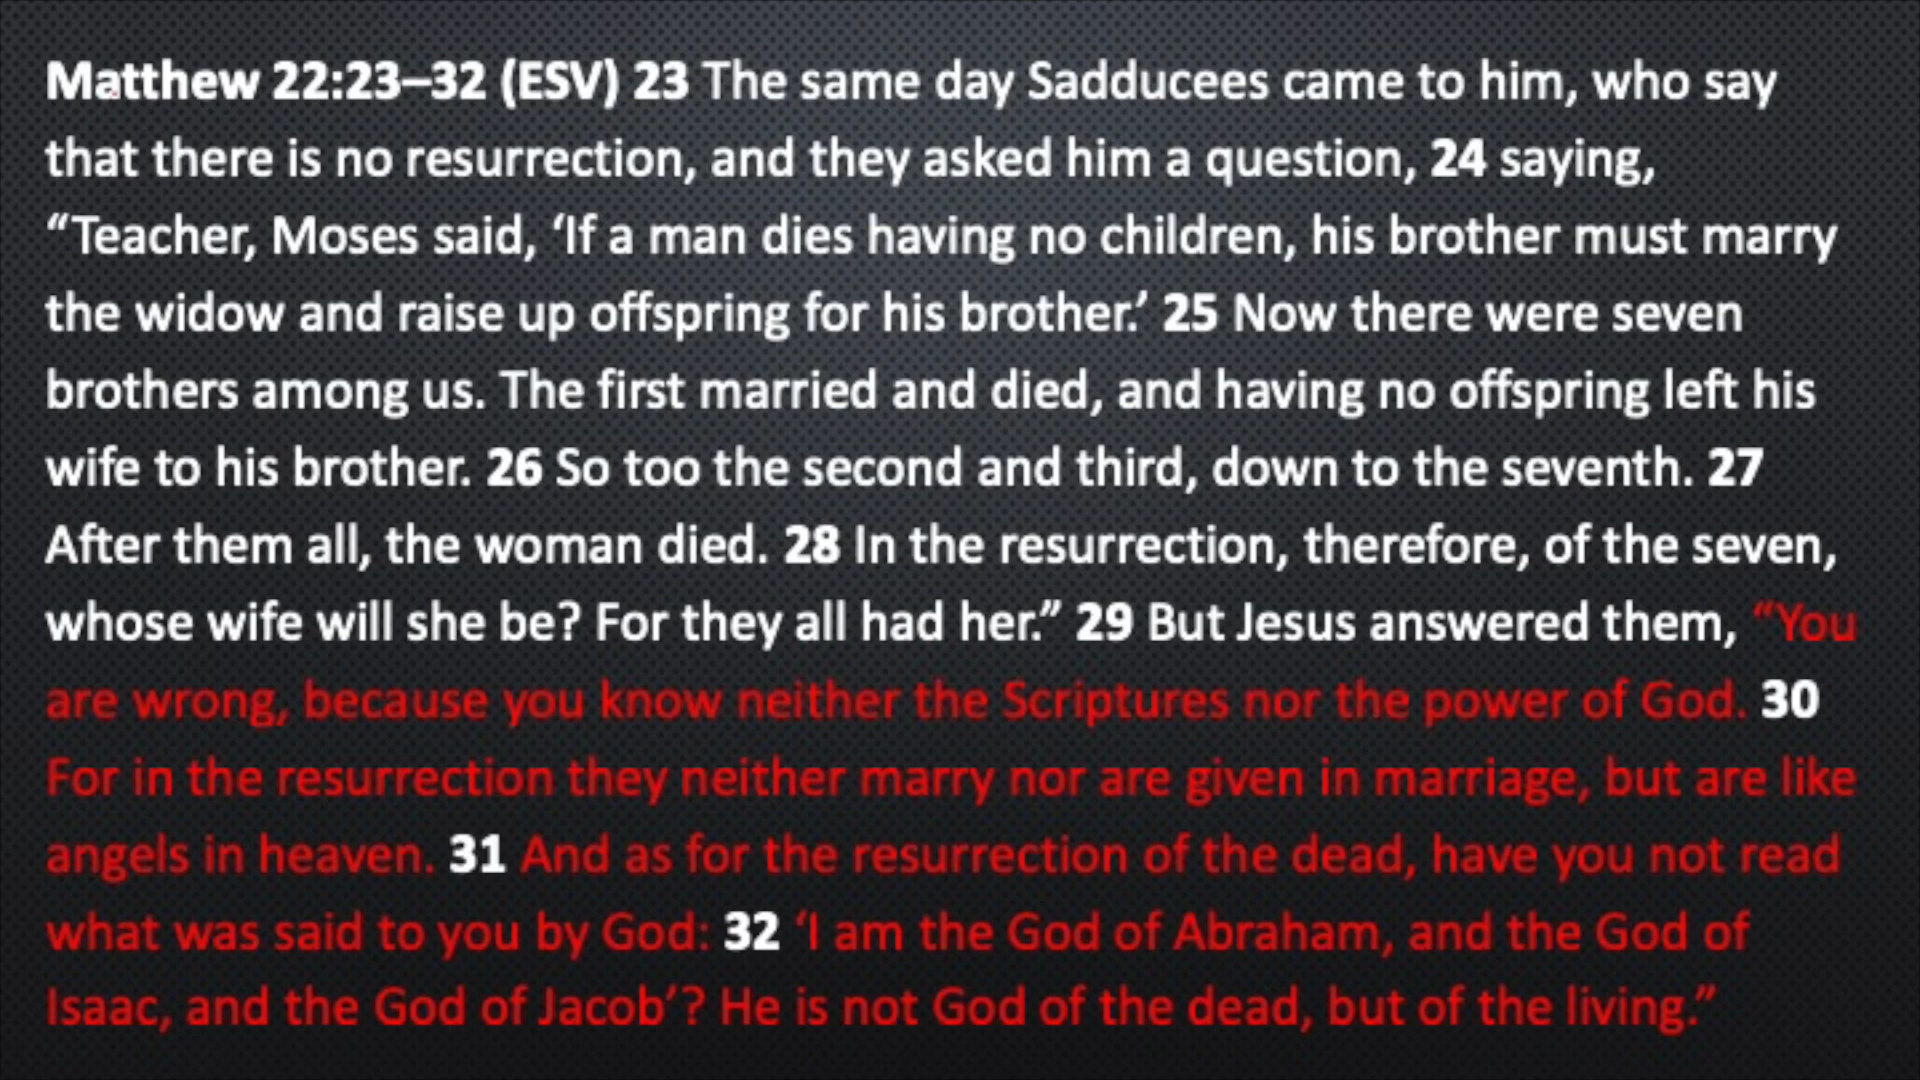 Matthew 22:23–32 (ESV) 23 The same day Sadducees came to him, who say
that there is no resurrection, and they asked him a question, 24 saying,
“Teacher, Moses said, ‘If a man dies having no children, his brother must marry
the widow and raise up offspring for his brother.’ 25 Now there were seven
brothers among us. The first married and died, and having no offspring left his
wife to his brother. 26 So too the second and third, down to the seventh. 27
After them all, the woman died. 28 In the resurrection, therefore, of the seven,
whose wife will she be? For they all had her.” 29 But Jesus answered them, “You
are wrong, because you know neither the Scriptures nor the power of God. 30
For in the resurrection they neither marry nor are given in marriage, but are like
angels in heaven. 31 And as for the resurrection of the dead, have you not read
what was said to you by God: 32 ‘I am the God of Abraham, and the God of
Isaac, and the God of Jacob’? He is not God of the dead, but of the living.”